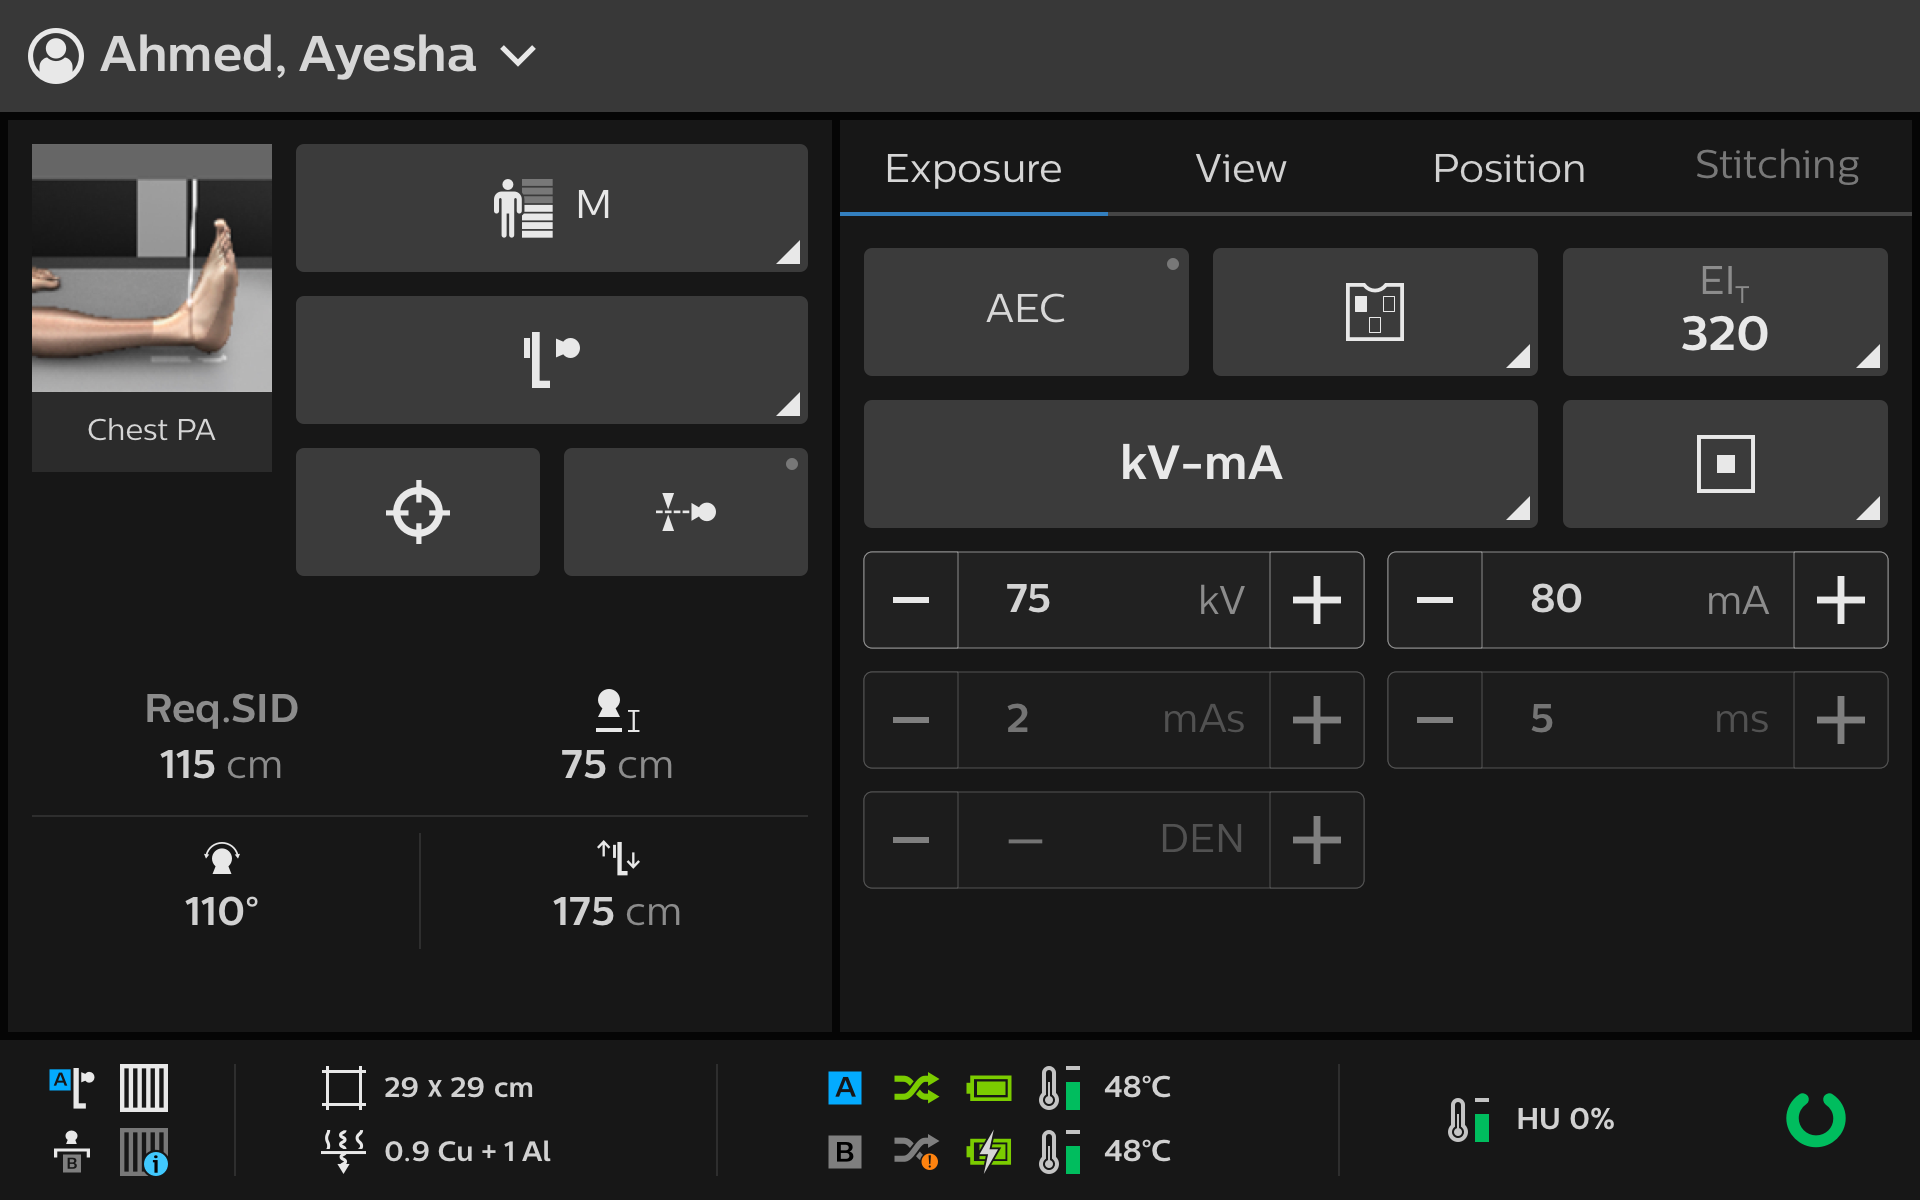 Ahmed, Ayesha
Chest PA
M
Req.SID
115 cm
75 cm
110°
175 cm
Exposure
View
Position
Stitching
AEC
EIT
320
kV-mA
75 kV
80 mA
2 mAs
5 ms
– DEN
A
B
29 x 29 cm
0.9 Cu + 1 Al
A 48°C
B 48°C
HU 0%